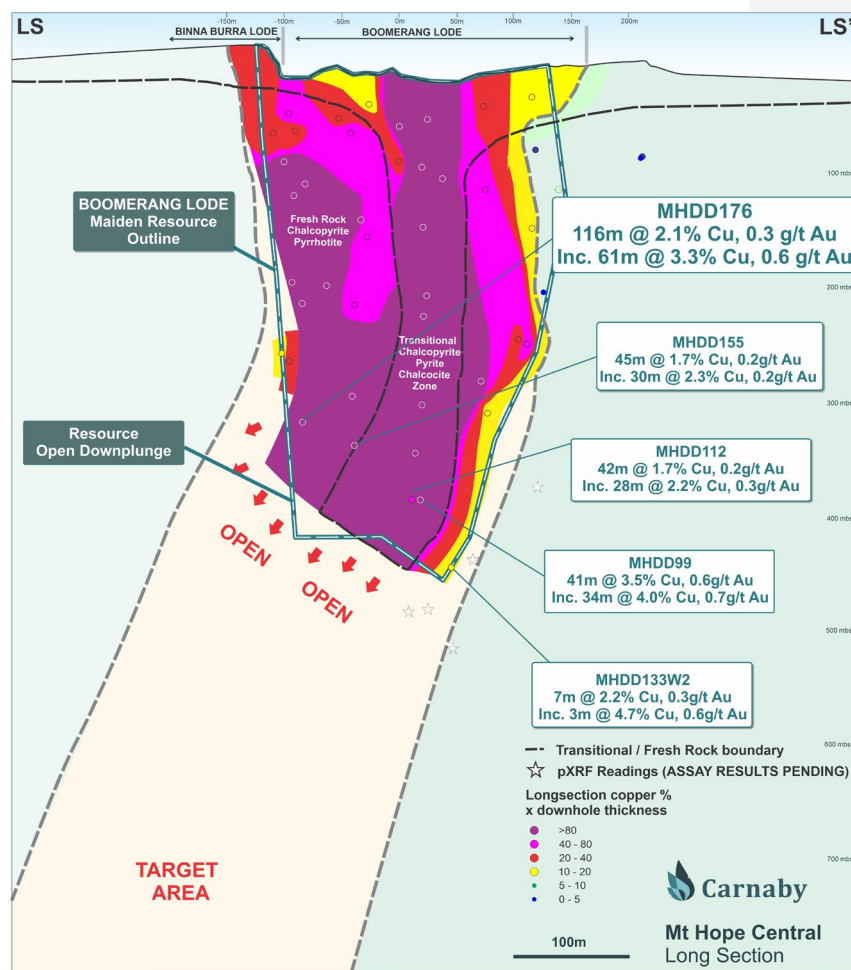 LS
LS'
-150m
-100m
-50m
0m
50m
100m
150m
200m
BINNA BURRA LODE
BOOMERANG LODE
100 mbs
BOOMERANG LODE
Maiden Resource
Outline
Fresh Rock
Chalcopyrite
Pyrrhotite
MHDD176
116m @ 2.1% Cu, 0.3 g/t Au
Inc. 61m @ 3.3% Cu, 0.6 g/t Au
200 mbs
Transitional
Chalcopyrite
Pyrite
Chalcocite
Zone
MHDD155
45m @ 1.7% Cu, 0.2g/t Au
Inc. 30m @ 2.3% Cu, 0.2g/t Au
300 mbs
Resource
Open Downplunge
MHDD112
42m @ 1.7% Cu, 0.2g/t Au
Inc. 28m @ 2.2% Cu, 0.3g/t Au
400 mbs
OPEN
OPEN
MHDD99
41m @ 3.5% Cu, 0.6g/t Au
Inc. 34m @ 4.0% Cu, 0.7g/t Au
500 mbs
MHDD133W2
7m @ 2.2% Cu, 0.3g/t Au
Inc. 3m @ 4.7% Cu, 0.6g/t Au
600 mbs
Transitional / Fresh Rock boundary
pXRF Readings (ASSAY RESULTS PENDING)
Longsection copper %
x downhole thickness
>80
40 - 80
20 - 40
10 - 20
5 - 10
0 - 5
700 mbs
TARGET
AREA
Carnaby
100m
Mt Hope Central
Long Section